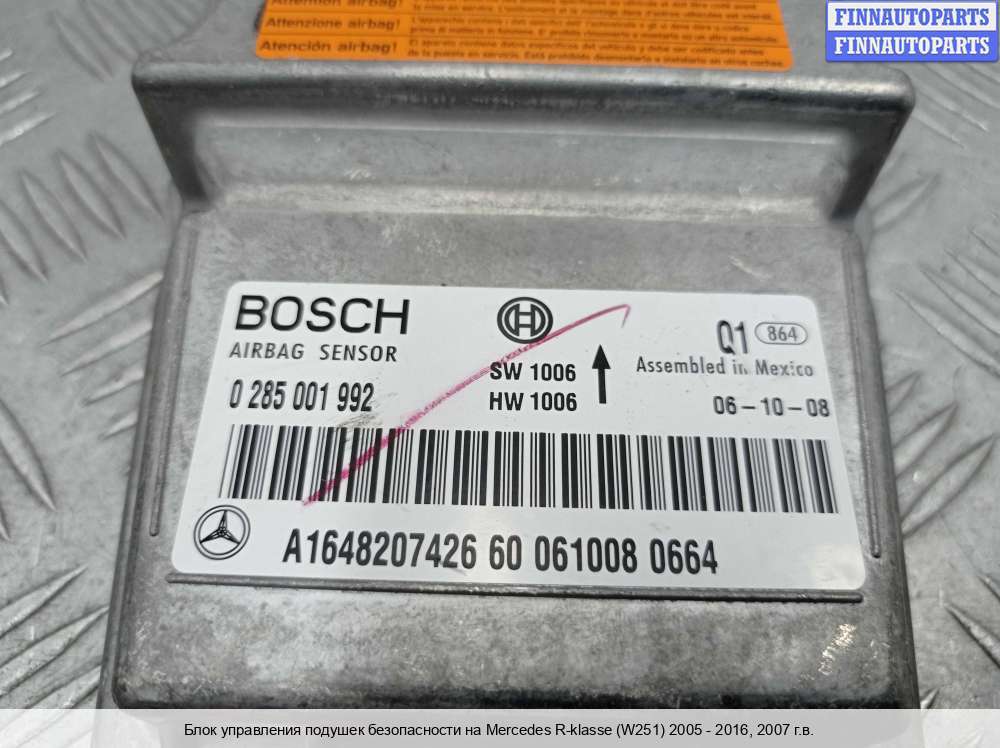 FINNAUTOPARTS
FINNAUTOPARTS
Attenzione airbag!
Atención airbag!
BOSCH
AIRBAG SENSOR
0 285 001 992
SW 1006
HW 1006
Q1 864
Assembled in Mexico
06-10-08
A1648207426 60 061008 0664
Блок управления подушек безопасности на Mercedes R-klasse (W251) 2005 - 2016, 2007 г.в.